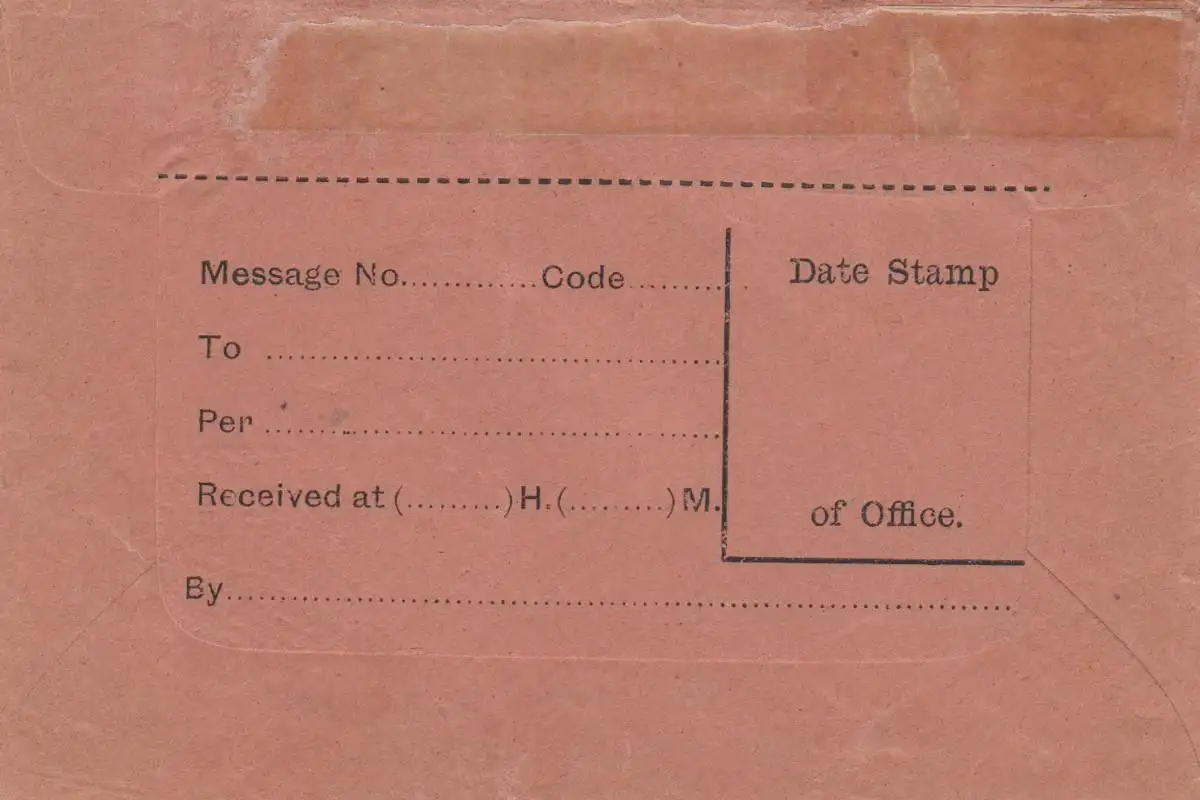 Message No............. Code.......... Date Stamp
To ........................................
Per ........................................
Received at (.........) H. (.........) M.
of Office.
By......................................................................